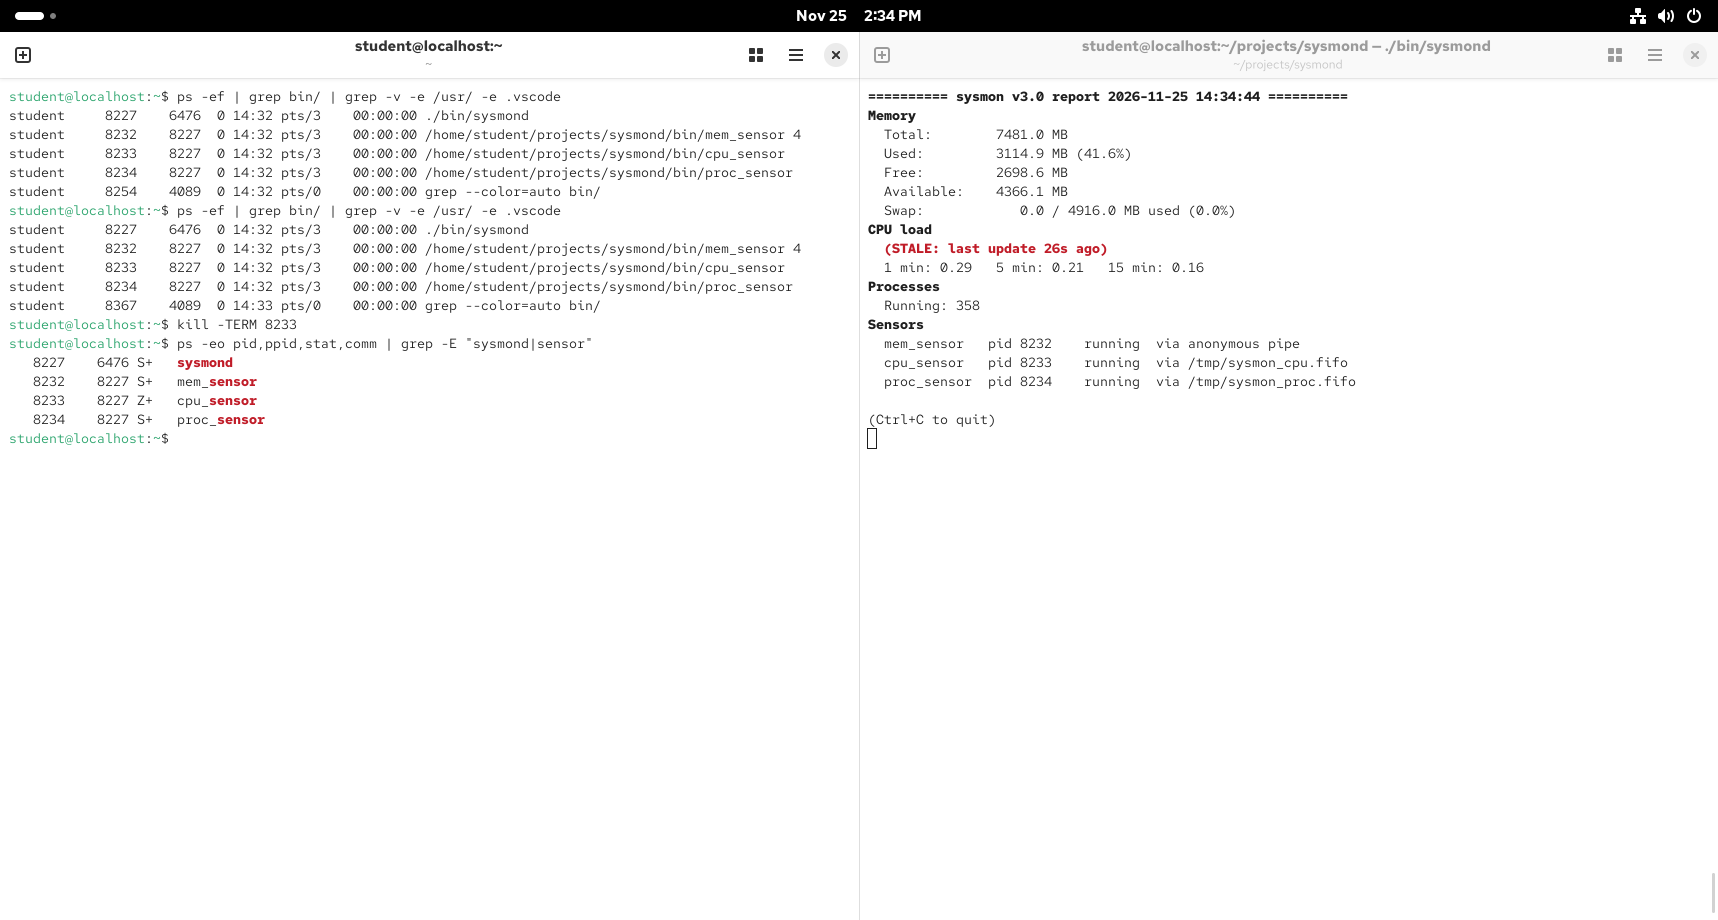 Nov 25 2:34 PM
student@localhost:~
~
student@localhost:~$ ps -ef | grep bin/ | grep -v -e /usr/ -e .vscode
student     8227    6476  0 14:32 pts/3    00:00:00 ./bin/sysmond
student     8232    8227  0 14:32 pts/3    00:00:00 /home/student/projects/sysmond/bin/mem_sensor 4
student     8233    8227  0 14:32 pts/3    00:00:00 /home/student/projects/sysmond/bin/cpu_sensor
student     8234    8227  0 14:32 pts/3    00:00:00 /home/student/projects/sysmond/bin/proc_sensor
student     8254    4089  0 14:32 pts/0    00:00:00 grep --color=auto bin/
student@localhost:~$ ps -ef | grep bin/ | grep -v -e /usr/ -e .vscode
student     8227    6476  0 14:32 pts/3    00:00:00 ./bin/sysmond
student     8232    8227  0 14:32 pts/3    00:00:00 /home/student/projects/sysmond/bin/mem_sensor 4
student     8233    8227  0 14:32 pts/3    00:00:00 /home/student/projects/sysmond/bin/cpu_sensor
student     8234    8227  0 14:32 pts/3    00:00:00 /home/student/projects/sysmond/bin/proc_sensor
student     8367    4089  0 14:33 pts/0    00:00:00 grep --color=auto bin/
student@localhost:~$ kill -TERM 8233
student@localhost:~$ ps -eo pid,ppid,stat,comm | grep -E "sysmond|sensor"
   8227    6476 S+   sysmond
   8232    8227 S+   mem_sensor
   8233    8227 Z+   cpu_sensor
   8234    8227 S+   proc_sensor
student@localhost:~$
student@localhost:~/projects/sysmond — ./bin/sysmond
~/projects/sysmond
========== sysmon v3.0 report 2026-11-25 14:34:44 ==========
Memory
  Total:        7481.0 MB
  Used:         3114.9 MB (41.6%)
  Free:         2698.6 MB
  Available:    4366.1 MB
  Swap:            0.0 / 4916.0 MB used (0.0%)
CPU load
  (STALE: last update 26s ago)
  1 min: 0.29   5 min: 0.21   15 min: 0.16
Processes
  Running: 358
Sensors
  mem_sensor   pid 8232    running  via anonymous pipe
  cpu_sensor   pid 8233    running  via /tmp/sysmon_cpu.fifo
  proc_sensor  pid 8234    running  via /tmp/sysmon_proc.fifo
(Ctrl+C to quit)